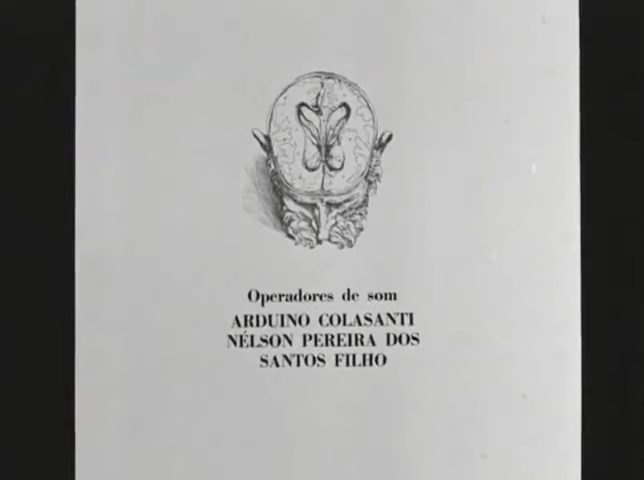 Operadores de som
ARDUINO COLASANTI
NÉLSON PEREIRA DOS
SANTOS FILHO